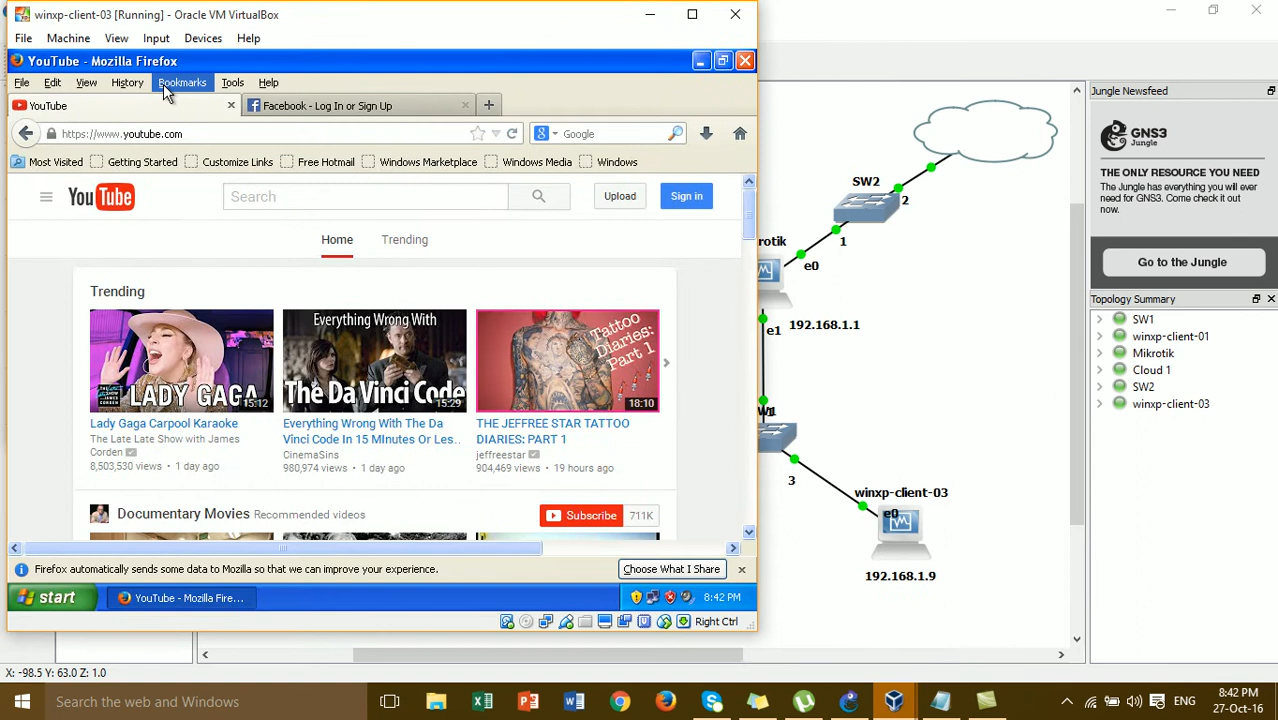 winxp-client-03 [Running] - Oracle VM VirtualBox
File Machine View Input Devices Help
YouTube - Mozilla Firefox
File Edit View History Bookmarks Tools Help
YouTube
Facebook - Log In or Sign Up
https://www.youtube.com
Google
Most Visited Getting Started Customize Links Free Hotmail Windows Marketplace Windows Media Windows
YouTube
Search
Upload
Sign in
Home Trending
Trending
THE LATE LATE SHOW JAMES CORDEN
LADY GAGA
15:12
Everything Wrong With
The Da Vinci Code
15:29
Tattoo Diaries: Part 1
18:10
Lady Gaga Carpool Karaoke
The Late Late Show with James
Corden
8,503,530 views • 1 day ago
Everything Wrong With The Da
Vinci Code In 15 MInutes Or Les...
CinemaSins
980,974 views • 1 day ago
THE JEFFREE STAR TATTOO
DIARIES: PART 1
jeffreestar
904,469 views • 19 hours ago
Documentary Movies Recommended videos
Subscribe 711K
Firefox automatically sends some data to Mozilla so that we can improve your experience.
Choose What I Share
start
YouTube - Mozilla Fire...
8:42 PM
Right Ctrl
SW2
2
1
rotik
e0
192.168.1.1
e1
W1
1
3
winxp-client-03
e0
192.168.1.9
Jungle Newsfeed
GNS3
Jungle
THE ONLY RESOURCE YOU NEED
The Jungle has everything you will ever
need for GNS3. Come check it out
now.
Go to the Jungle
Topology Summary
SW1
winxp-client-01
Mikrotik
Cloud 1
SW2
winxp-client-03
X: -98.5 Y: 63.0 Z: 1.0
Search the web and Windows
ENG
8:42 PM
27-Oct-16